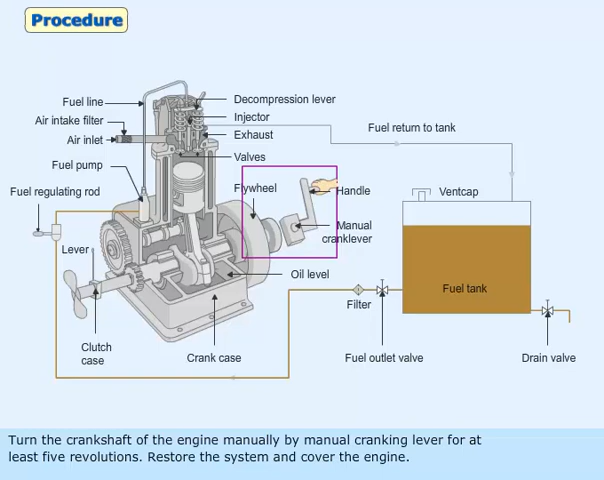 Procedure
Fuel line
Decompression lever
Air intake filter
Injector
Air inlet
Exhaust
Fuel return to tank
Valves
Fuel pump
Fuel regulating rod
Flywheel
Handle
Ventcap
Manual
cranklever
Lever
Oil level
Fuel tank
Filter
Clutch
case
Crank case
Fuel outlet valve
Drain valve
Turn the crankshaft of the engine manually by manual cranking lever for at
least five revolutions. Restore the system and cover the engine.